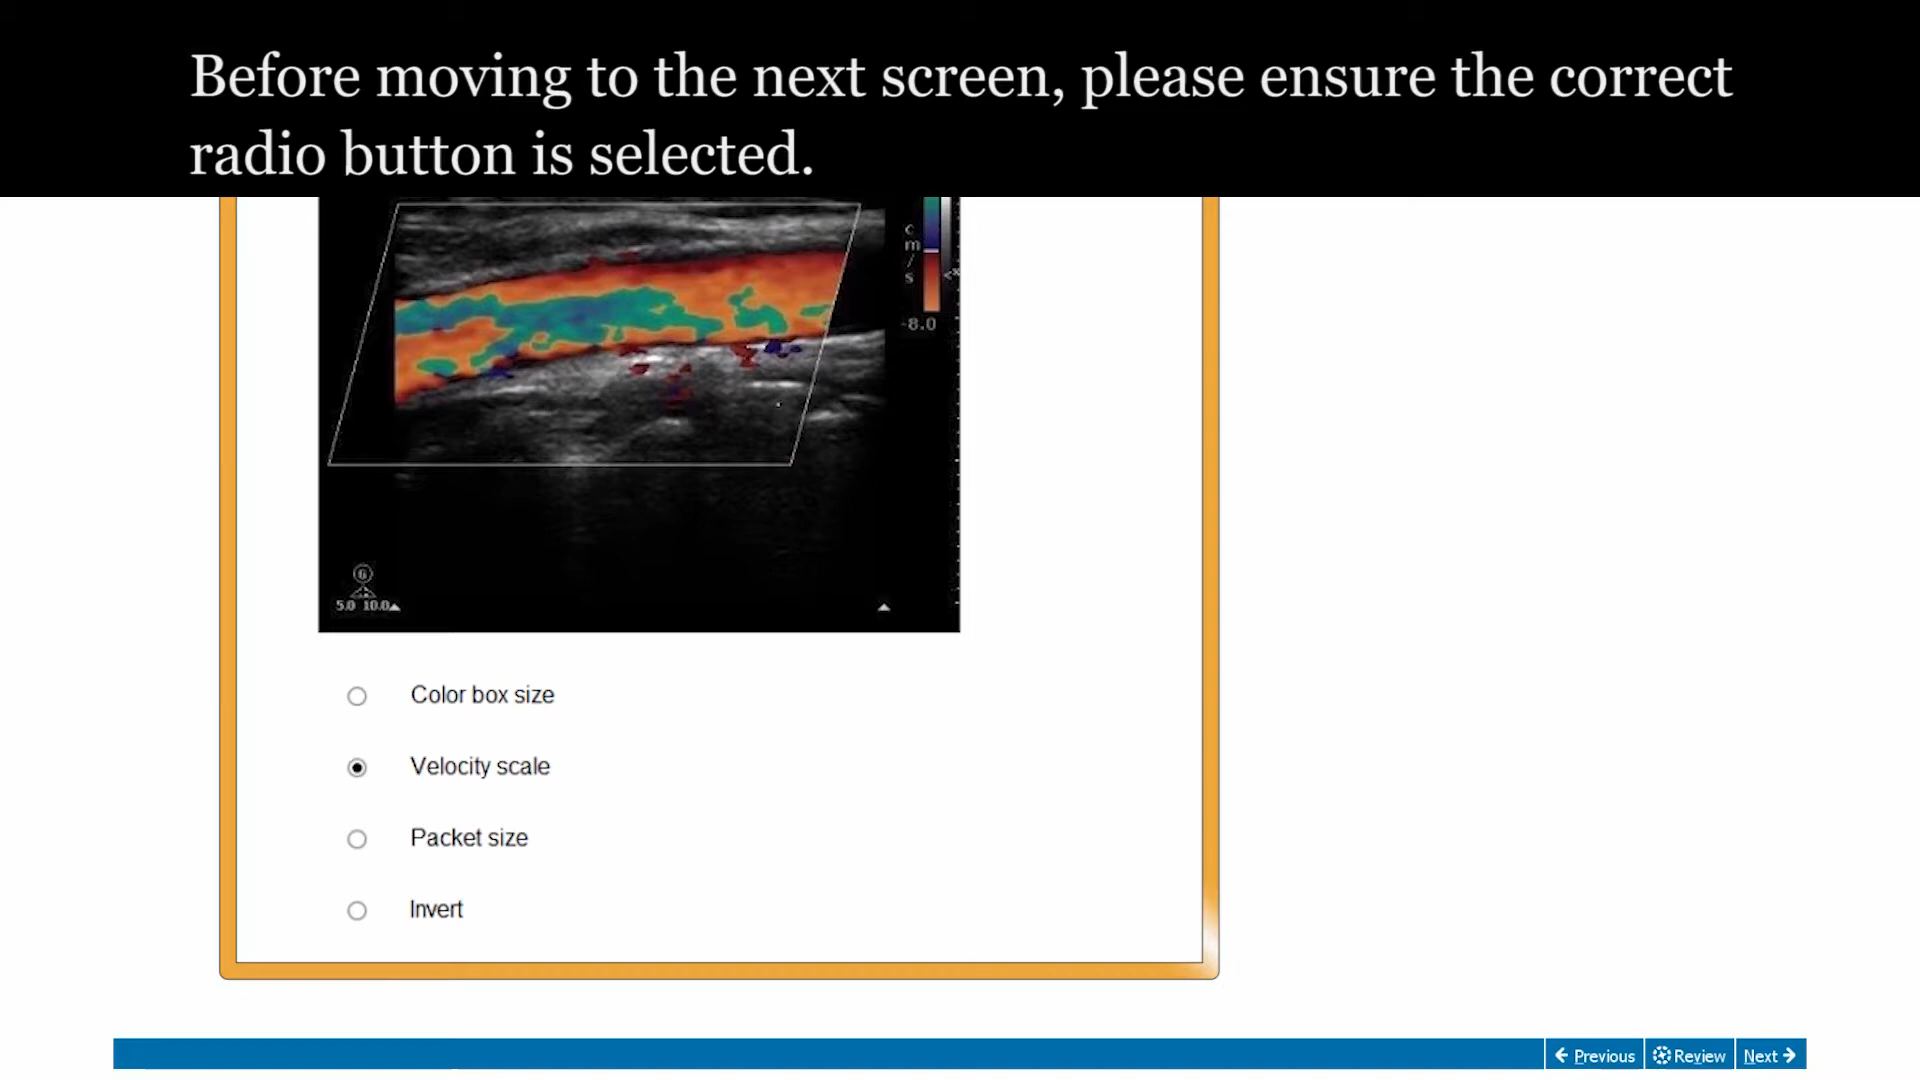 Before moving to the next screen, please ensure the correct
radio button is selected.
c
m
/
s
-8.0
G
5.0 10.0
Color box size
Velocity scale
Packet size
Invert
Previous
Review
Next